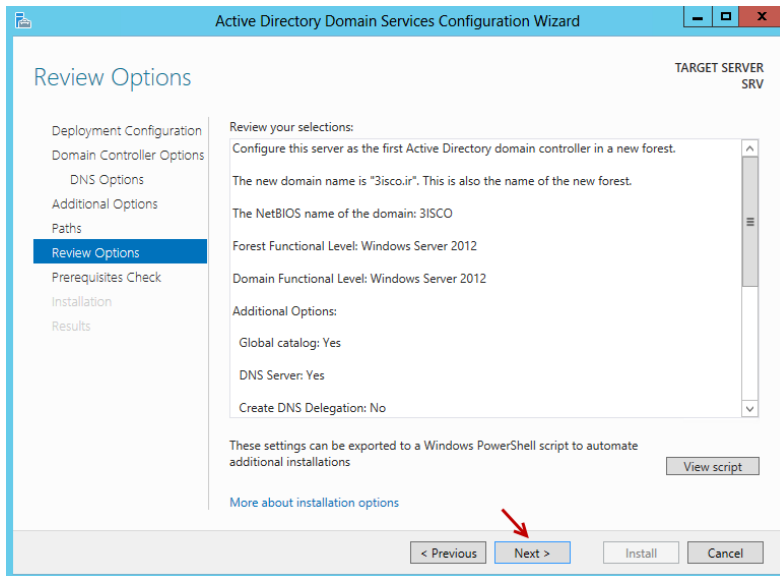 Active Directory Domain Services Configuration Wizard
Review Options
TARGET SERVER
SRV
Deployment Configuration
Domain Controller Options
DNS Options
Additional Options
Paths
Review Options
Prerequisites Check
Installation
Results
Review your selections:
Configure this server as the first Active Directory domain controller in a new forest.
The new domain name is "3isco.ir". This is also the name of the new forest.
The NetBIOS name of the domain: 3ISCO
Forest Functional Level: Windows Server 2012
Domain Functional Level: Windows Server 2012
Additional Options:
Global catalog: Yes
DNS Server: Yes
Create DNS Delegation: No
These settings can be exported to a Windows PowerShell script to automate
additional installations
View script
More about installation options
< Previous
Next >
Install
Cancel